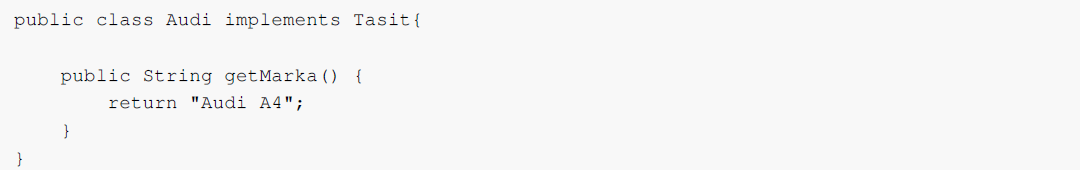 public class Audi implements Tasit{
public String getMarka() {
return "Audi A4";
}
}